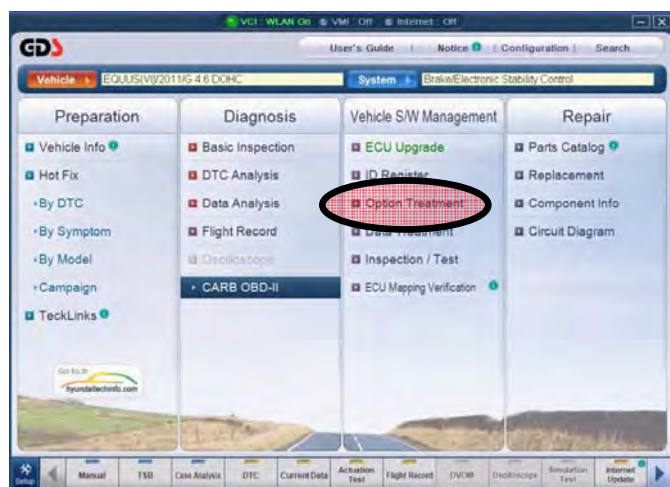 VCI : WLAN On VMI : Off Internet : Off
GDS
User's Guide | Notice | Configuration | Search
Vehicle EQUUS(VI)/2011/G 4.6 DOHC System Brake/Electronic Stability Control
Preparation
Vehicle Info
Hot Fix
By DTC
By Symptom
By Model
Campaign
TeckLinks
Go to
hyundaitechinfo.com
Diagnosis
Basic Inspection
DTC Analysis
Data Analysis
Flight Record
Oscilloscope
CARB OBD-II
Vehicle S/W Management
ECU Upgrade
ID Register
Option Treatment
Data Treatment
Inspection / Test
ECU Mapping Verification
Repair
Parts Catalog
Replacement
Component Info
Circuit Diagram
Setup Manual TSB Case Analysis DTC Current Data Actuation Test Flight Record DVOM Oscilloscope Simulation Test Internet Update